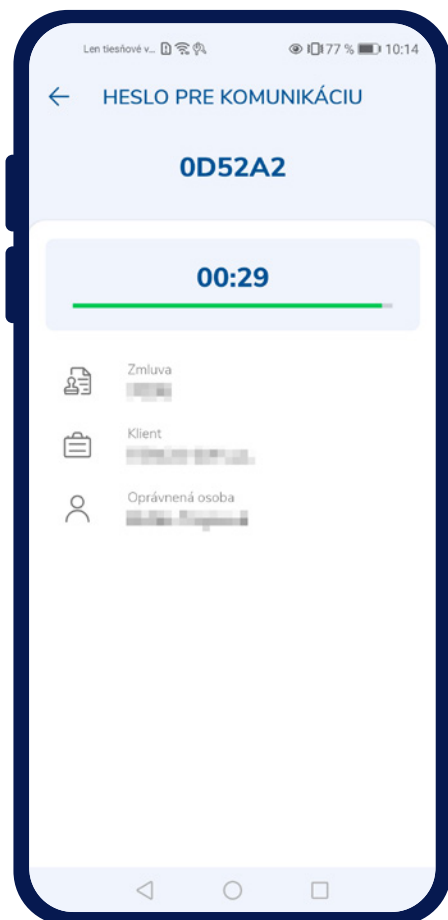 Len tiesňové v... 77 % 10:14
HESLO PRE KOMUNIKÁCIU
0D52A2
00:29
Zmluva
Klient
Oprávnená osoba